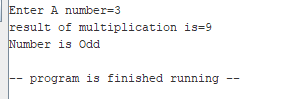 Enter A number=3
result of multiplication is=9
Number is Odd
-- program is finished running --